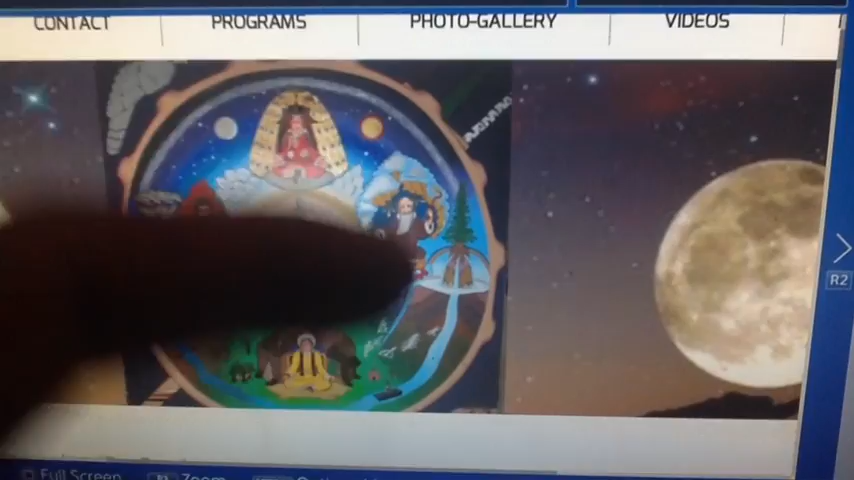 CONTACT PROGRAMS PHOTO-GALLERY VIDEOS
R2
Full Screen Zoom